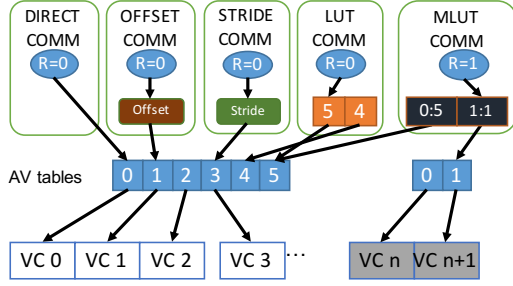 DIRECT COMM
R=0
OFFSET COMM
R=0
Offset
STRIDE COMM
R=0
Stride
LUT COMM
R=0
5 4
MLUT COMM
R=1
0:5 1:1
AV tables
0 1 2 3 4 5
0 1
VC 0 VC 1 VC 2 VC 3 ... VC n VC n+1